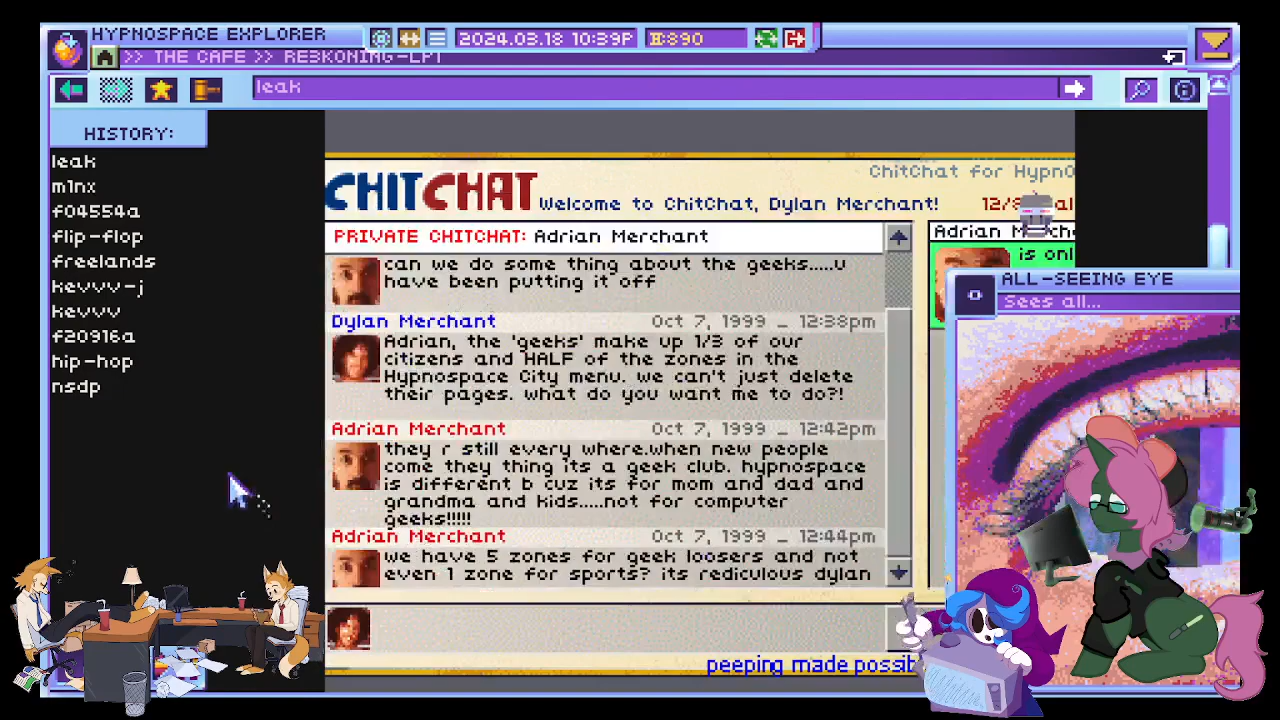 HYPNOSPACE EXPLORER
2024.03.18 10:39P
890
>> THE CAFE >> RE3KONING-LPT
leak
HISTORY:
leak
m1nx
f04554a
flip-flop
freelands
kevvv-j
kevvv
f20916a
hip-hop
nsdp
ChitChat for Hypn
CHITCHAT Welcome to ChitChat, Dylan Merchant!
PRIVATE CHITCHAT: Adrian Merchant
can we do some thing about the geeks.....u
have been putting it off
Dylan Merchant Oct 7, 1999 _ 12:38pm
Adrian, the 'geeks' make up 1/3 of our
citizens and HALF of the zones in the
Hypnospace City menu. we can't just delete
their pages. what do you want me to do?!
Adrian Merchant Oct 7, 1999 _ 12:42pm
they r still every where.when new people
come they thing its a geek club. hypnospace
is different b cuz its for mom and dad and
grandma and kids.....not for computer
geeks!!!!!
Adrian Merchant Oct 7, 1999 _ 12:44pm
we have 5 zones for geek loosers and not
even 1 zone for sports? its rediculous dylan
peeping made possib
Adrian
is onl
ALL-SEEING EYE
Sees all...